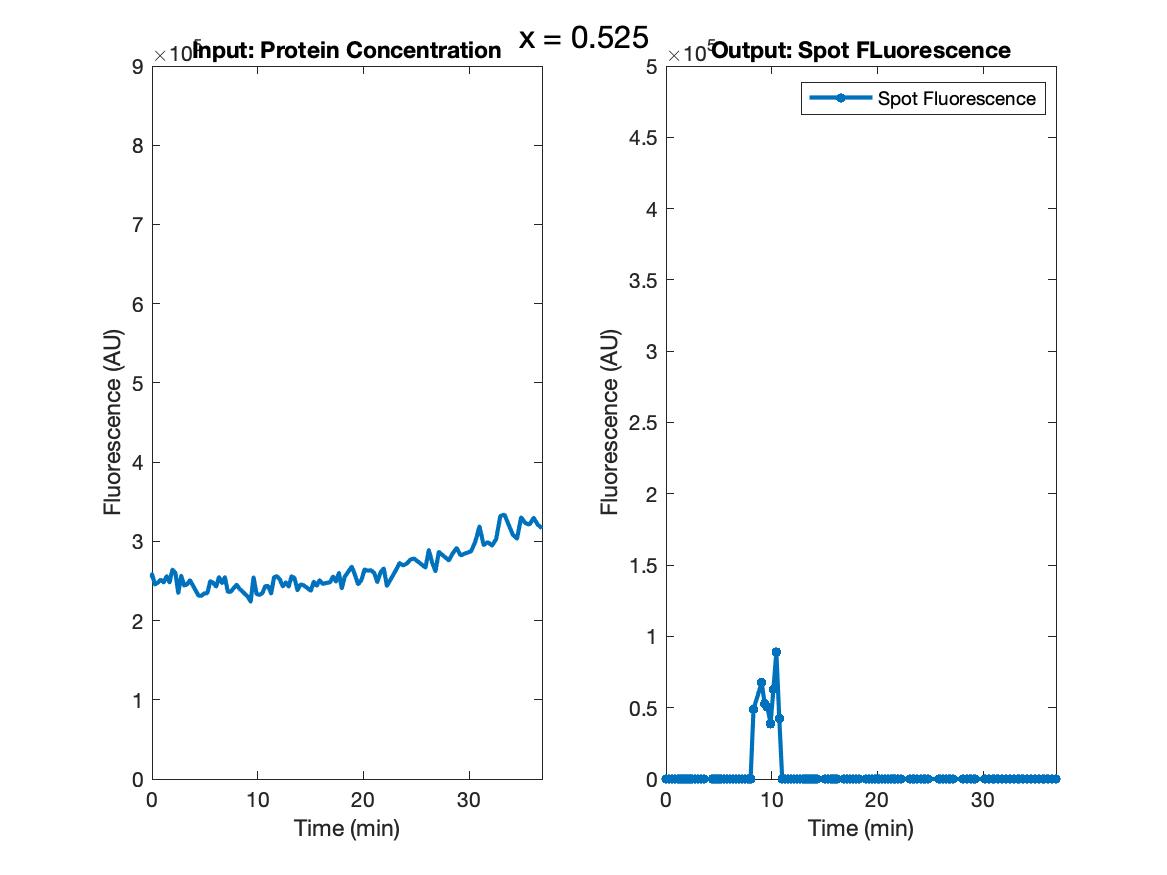 x = 0.525
×10⁵
Input: Protein Concentration
9
8
7
6
5
4
3
2
1
0
Fluorescence (AU)
0 10 20 30
Time (min)
×10⁵
Output: Spot FLuorescence
Spot Fluorescence
5
4.5
4
3.5
3
2.5
2
1.5
1
0.5
0
Fluorescence (AU)
0 10 20 30
Time (min)